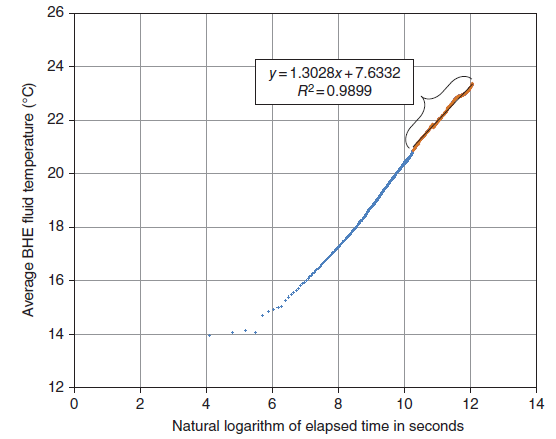 26
24
22
20
18
16
14
12
Average BHE fluid temperature (°C)
y=1.3028x+7.6332
R²=0.9899
0 2 4 6 8 10 12 14
Natural logarithm of elapsed time in seconds